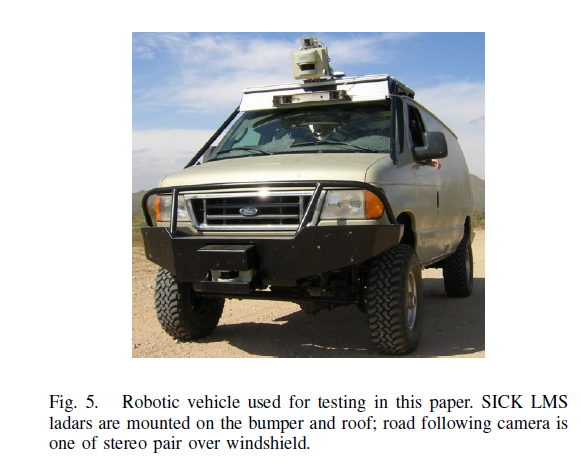 Ford
Fig. 5. Robotic vehicle used for testing in this paper. SICK LMS
ladars are mounted on the bumper and roof; road following camera is
one of stereo pair over windshield.